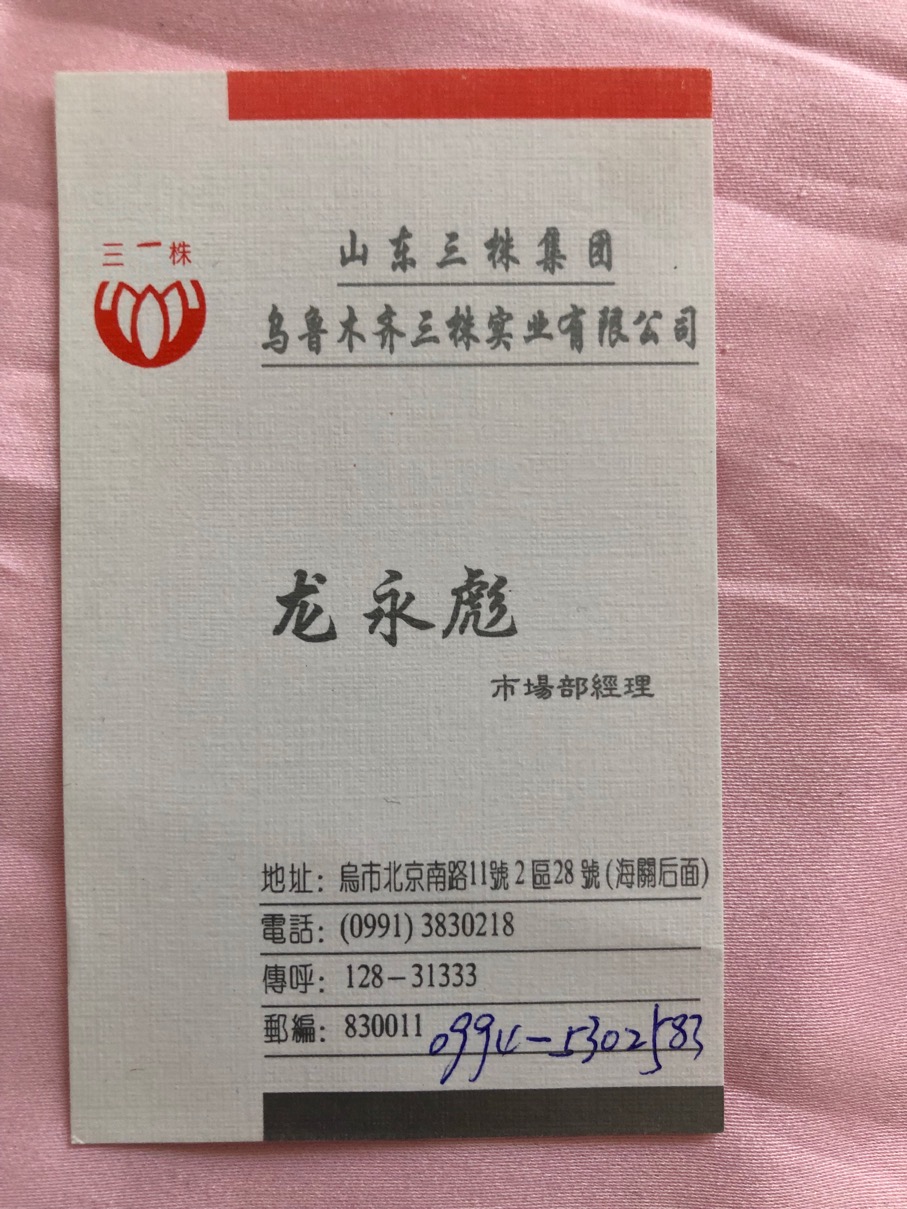 三一株
山东三株集团
乌鲁木齐三株实业有限公司
龙永彪
市場部經理
地址：烏市北京南路11號2區28號(海關后面)
電話：(0991) 3830218
傳呼：128－31333
郵編：830011
0994-5302583